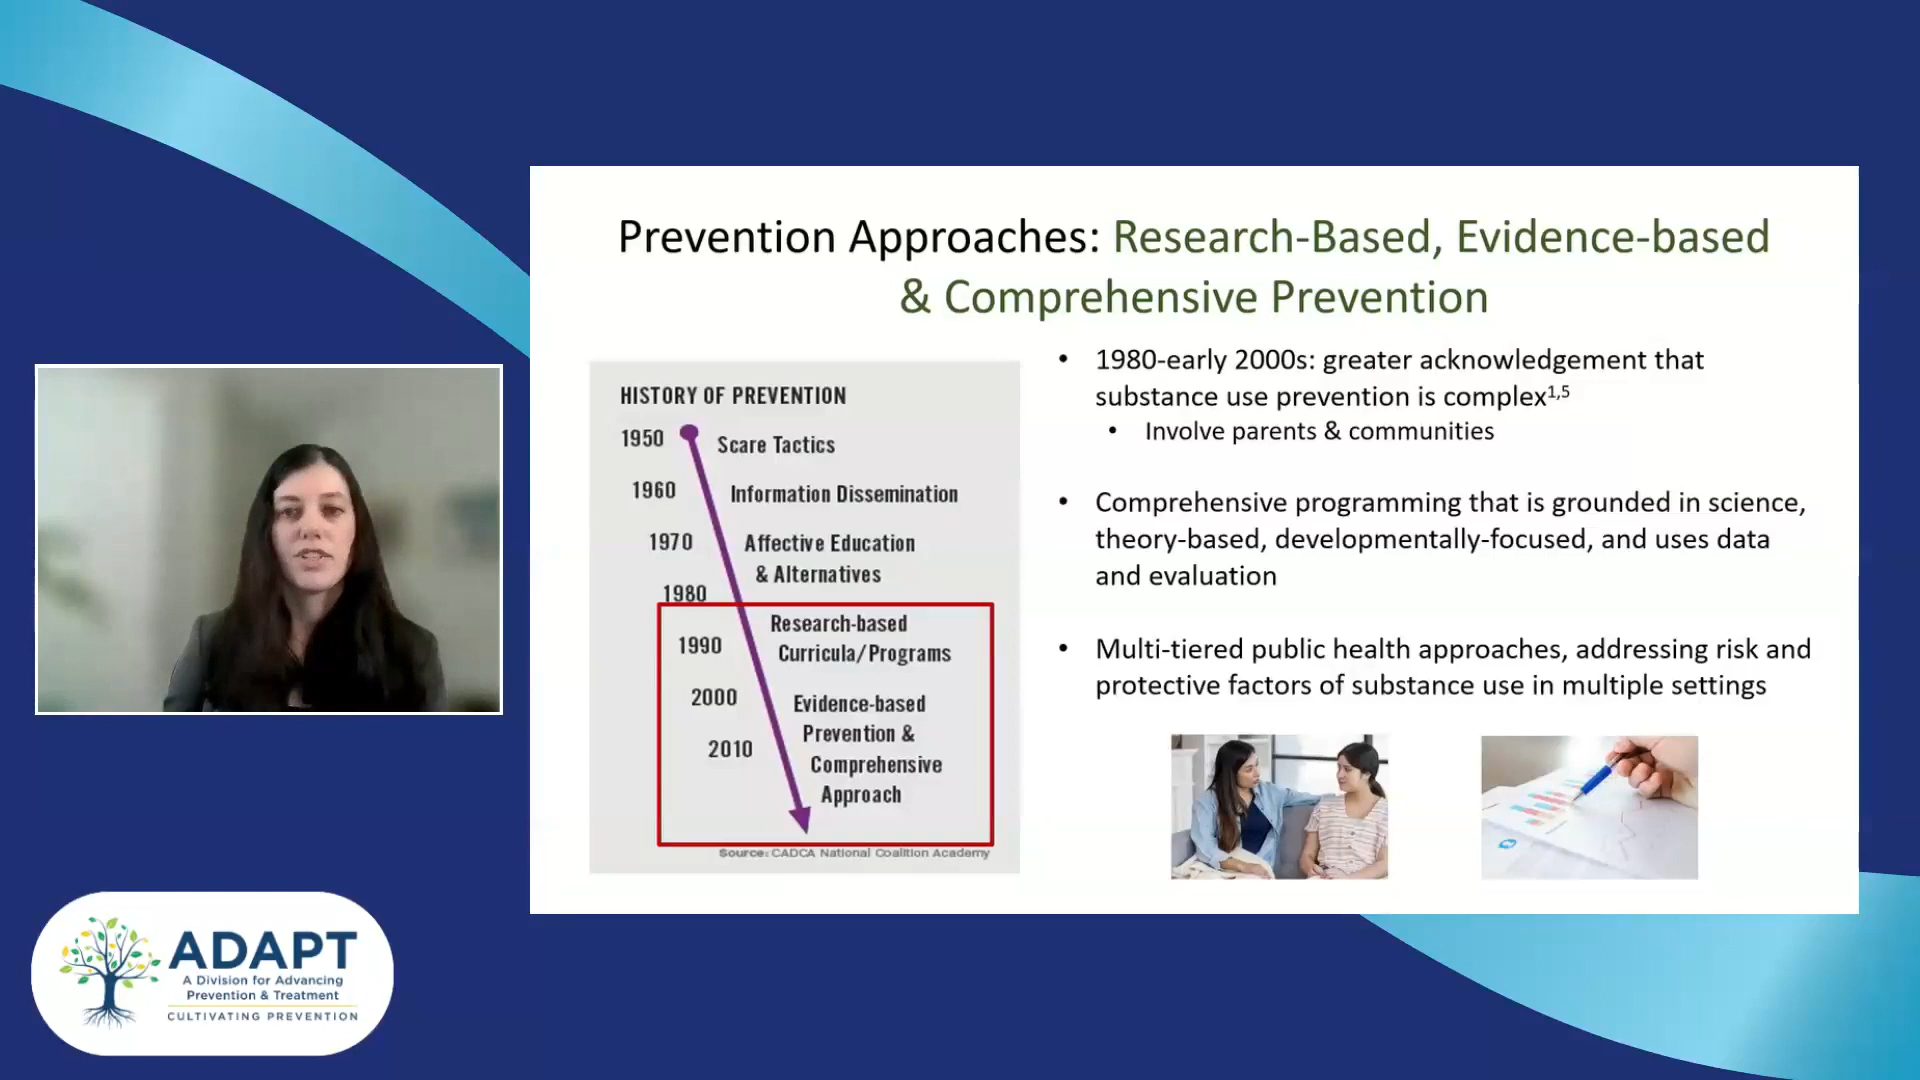 Prevention Approaches: Research-Based, Evidence-based
& Comprehensive Prevention
HISTORY OF PREVENTION
1950
Scare Tactics
1960
Information Dissemination
1970
Affective Education
& Alternatives
1980
Research-based
Curricula/Programs
1990
2000
Evidence-based
Prevention &
Comprehensive
Approach
2010
Source: CADCA National Coalition Academy
• 1980-early 2000s: greater acknowledgement that
substance use prevention is complex1,5
• Involve parents & communities
• Comprehensive programming that is grounded in science,
theory-based, developmentally-focused, and uses data
and evaluation
• Multi-tiered public health approaches, addressing risk and
protective factors of substance use in multiple settings
ADAPT
A Division for Advancing
Prevention & Treatment
CULTIVATING PREVENTION